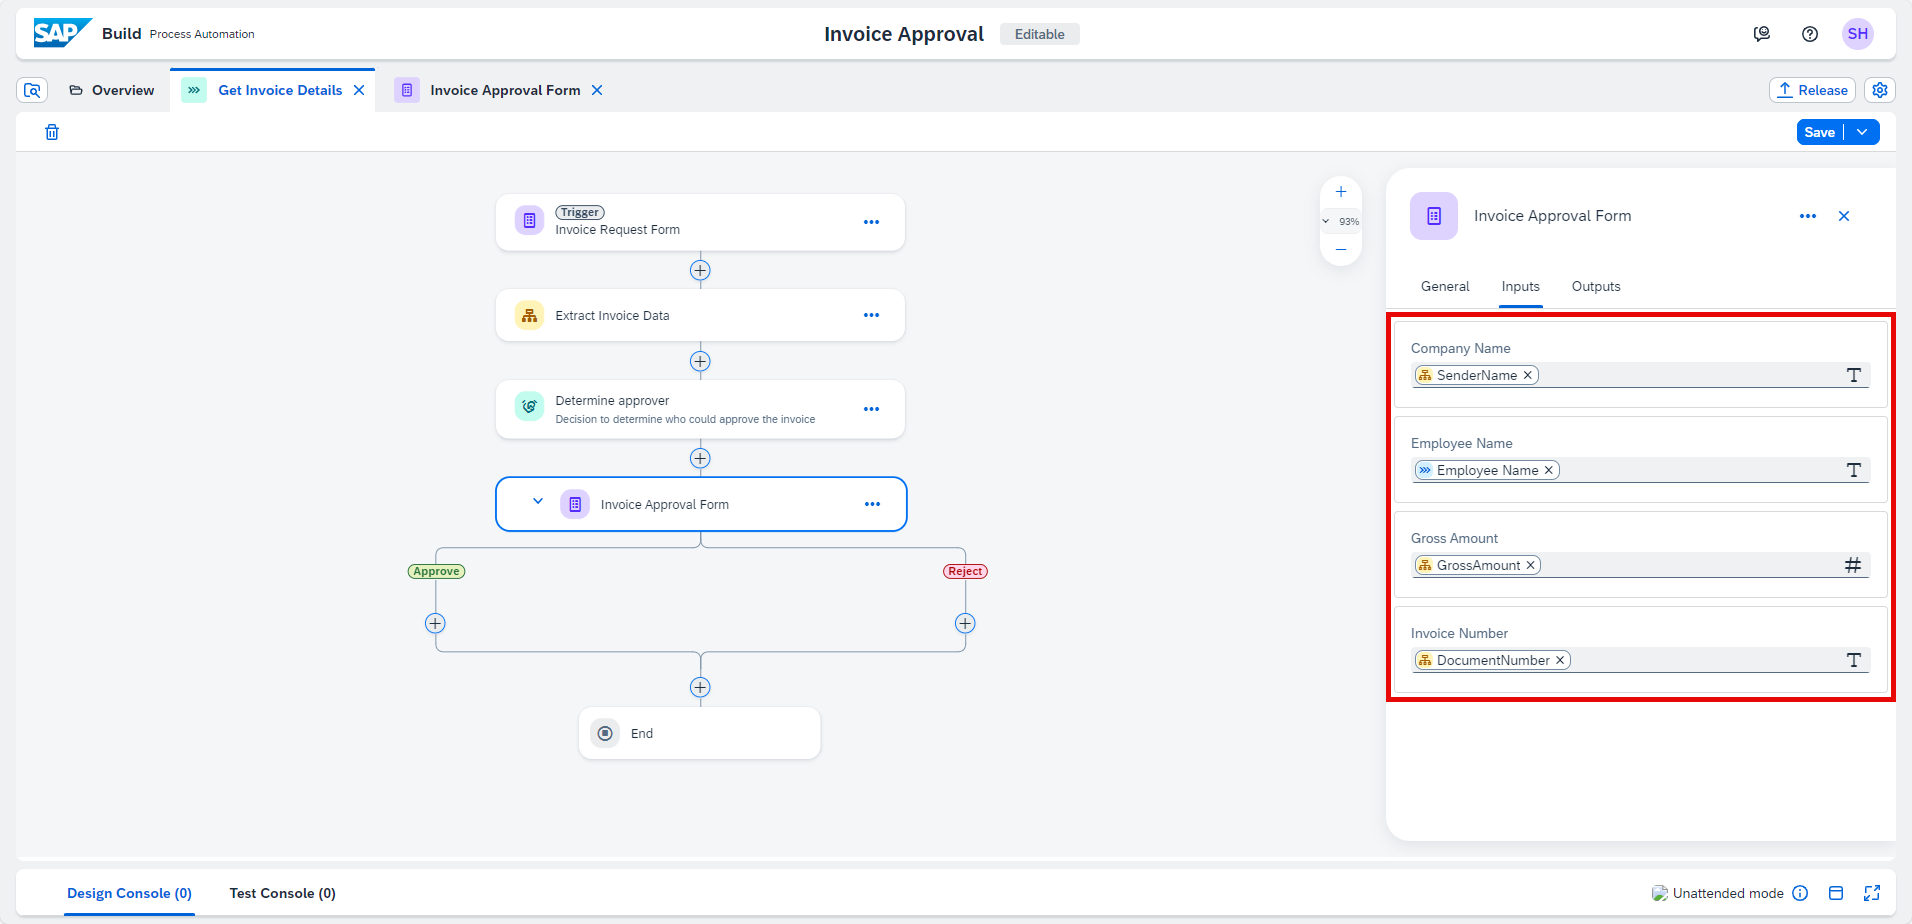 SAP Build Process Automation
Invoice Approval Editable
SH
Overview
Get Invoice Details
Invoice Approval Form
Release
Save
Trigger
Invoice Request Form
Extract Invoice Data
Determine approver
Decision to determine who could approve the invoice
Invoice Approval Form
Approve
Reject
End
93%
Invoice Approval Form
General Inputs Outputs
Company Name
SenderName
Employee Name
Employee Name
Gross Amount
GrossAmount
#
Invoice Number
DocumentNumber
Design Console (0) Test Console (0)
Unattended mode